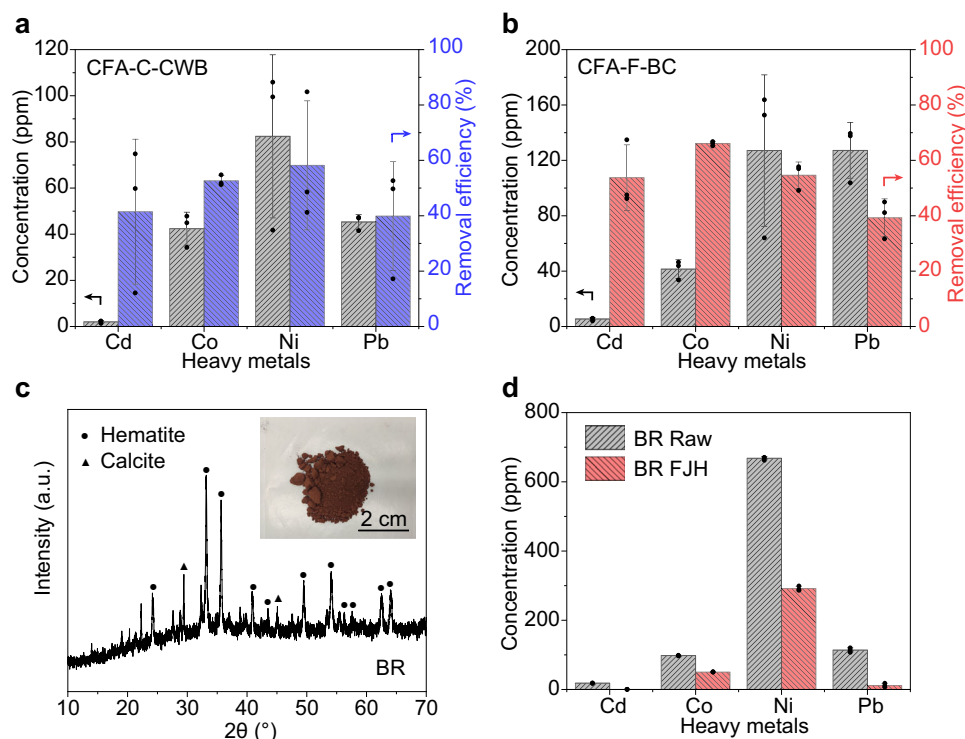 a
CFA-C-CWB
Concentration (ppm)
120
100
80
60
40
20
0
100
80
60
40
20
0
Removal efficiency (%)
Cd
Co
Ni
Pb
Heavy metals
b
CFA-F-BC
Concentration (ppm)
200
160
120
80
40
0
100
80
60
40
20
0
Removal efficiency (%)
Cd
Co
Ni
Pb
Heavy metals
c
Hematite
Calcite
2 cm
Intensity (a.u.)
BR
10
20
30
40
50
60
70
2θ (°)
d
BR Raw
BR FJH
Concentration (ppm)
800
600
400
200
0
Cd
Co
Ni
Pb
Heavy metals